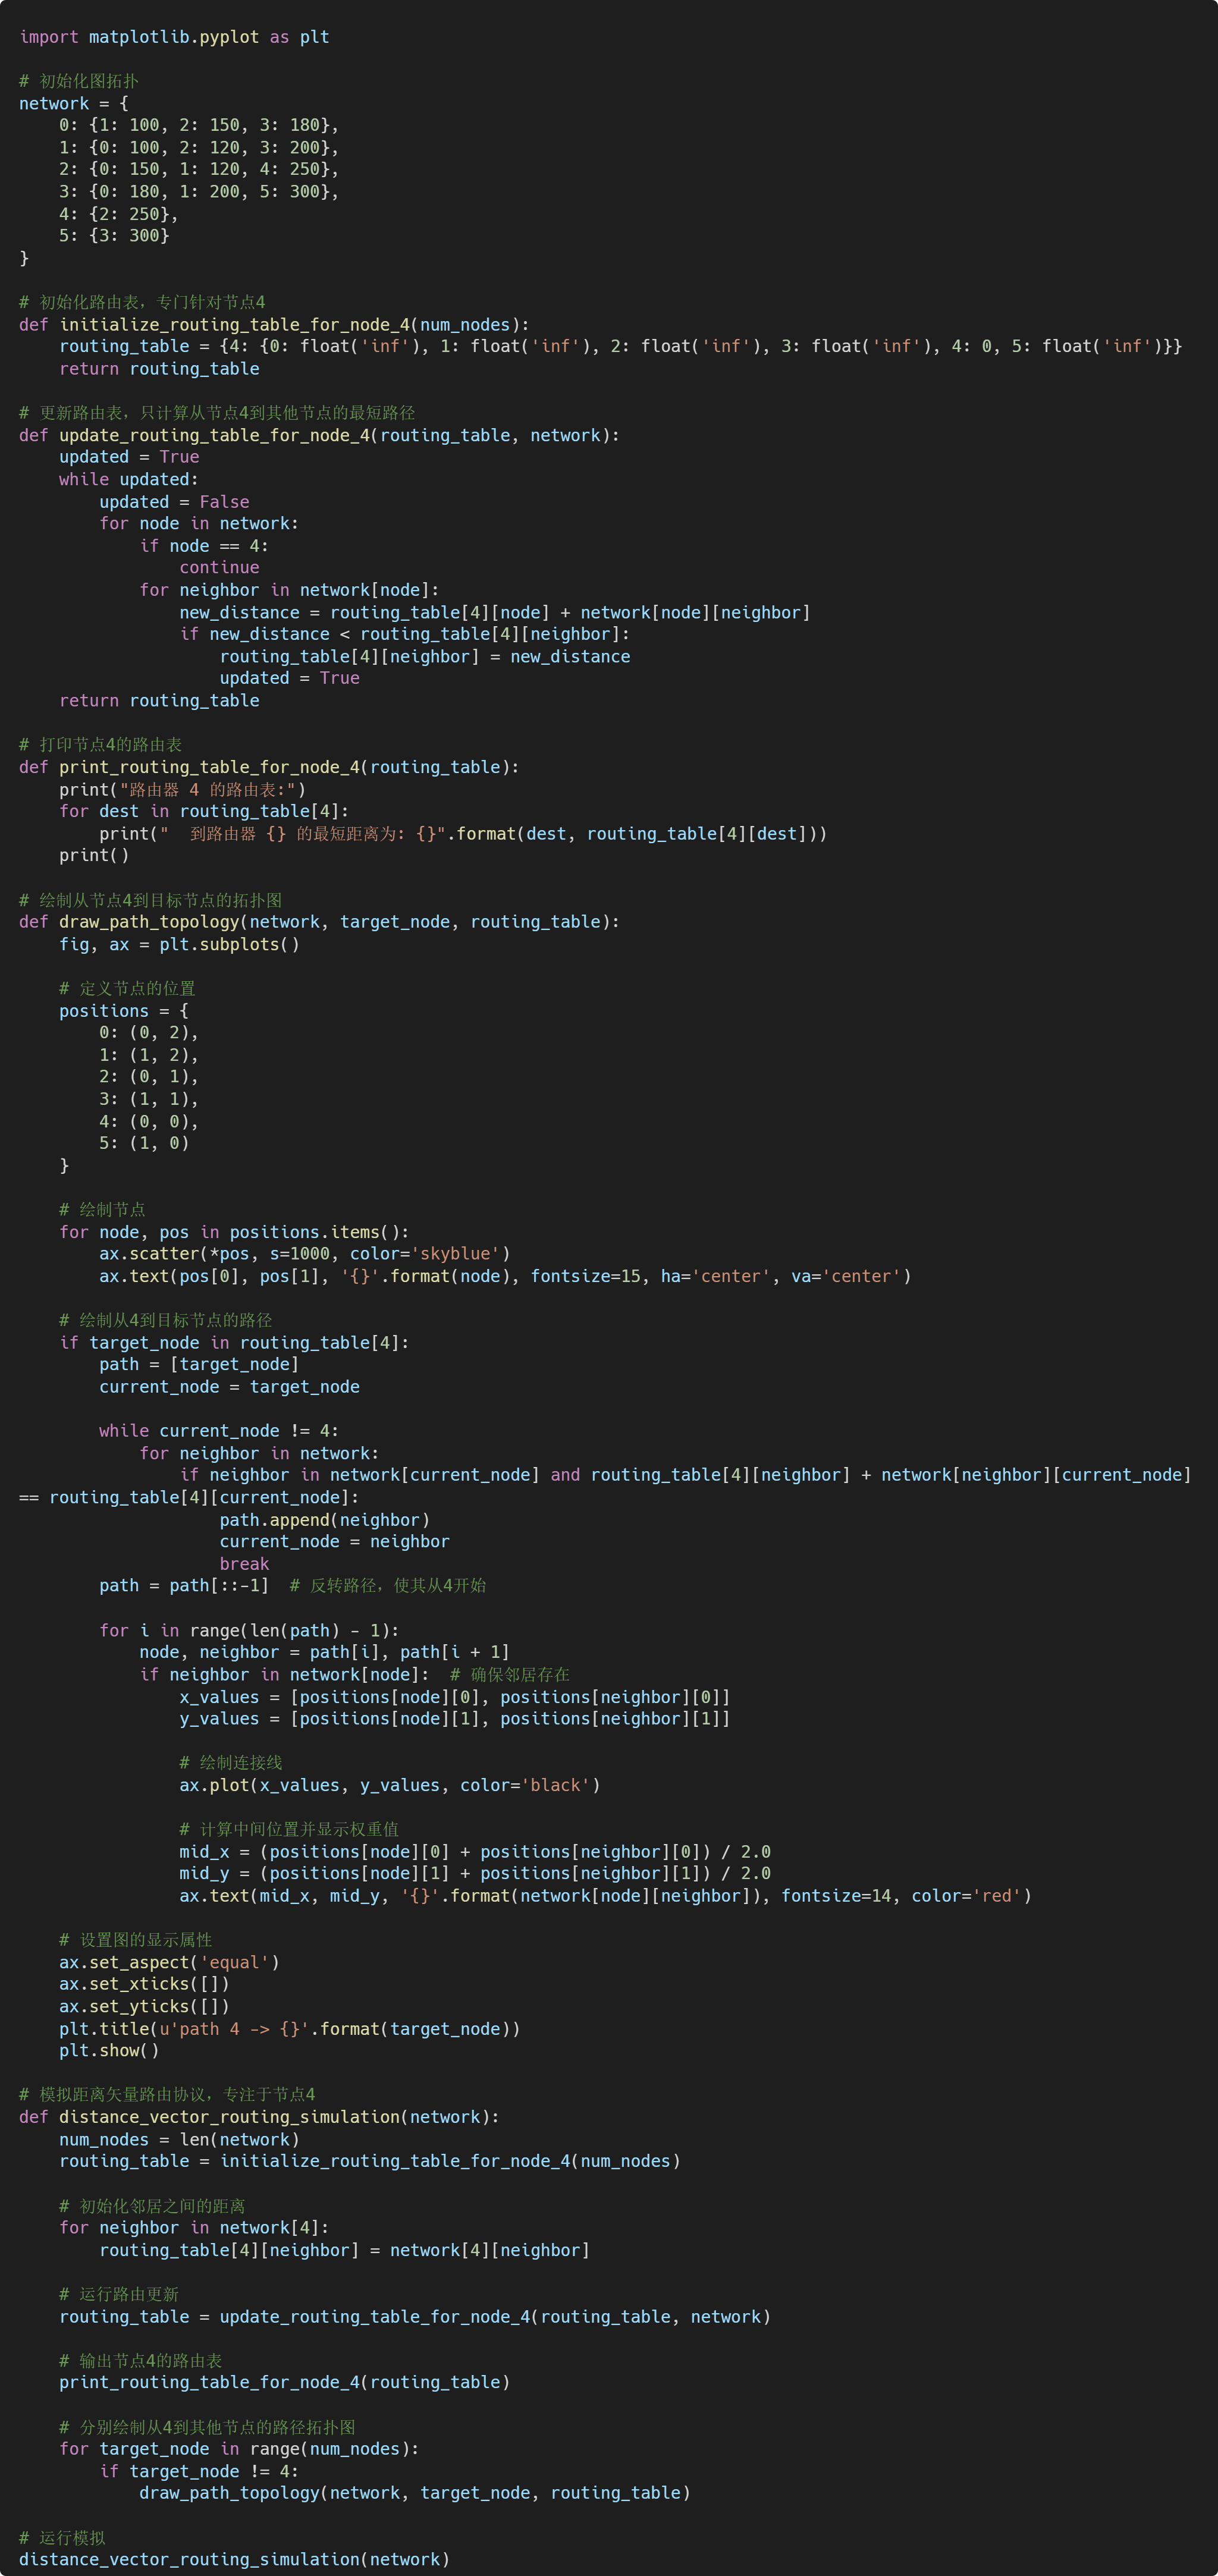 import matplotlib.pyplot as plt

# 初始化图拓扑
network = {
    0: {1: 100, 2: 150, 3: 180},
    1: {0: 100, 2: 120, 3: 200},
    2: {0: 150, 1: 120, 4: 250},
    3: {0: 180, 1: 200, 5: 300},
    4: {2: 250},
    5: {3: 300}
}

# 初始化路由表，专门针对节点4
def initialize_routing_table_for_node_4(num_nodes):
    routing_table = {4: {0: float('inf'), 1: float('inf'), 2: float('inf'), 3: float('inf'), 4: 0, 5: float('inf')}}
    return routing_table

# 更新路由表，只计算从节点4到其他节点的最短路径
def update_routing_table_for_node_4(routing_table, network):
    updated = True
    while updated:
        updated = False
        for node in network:
            if node == 4:
                continue
            for neighbor in network[node]:
                new_distance = routing_table[4][node] + network[node][neighbor]
                if new_distance < routing_table[4][neighbor]:
                    routing_table[4][neighbor] = new_distance
                    updated = True
    return routing_table

# 打印节点4的路由表
def print_routing_table_for_node_4(routing_table):
    print("路由器 4 的路由表:")
    for dest in routing_table[4]:
        print("  到路由器 {} 的最短距离为: {}".format(dest, routing_table[4][dest]))
    print()

# 绘制从节点4到目标节点的拓扑图
def draw_path_topology(network, target_node, routing_table):
    fig, ax = plt.subplots()

    # 定义节点的位置
    positions = {
        0: (0, 2),
        1: (1, 2),
        2: (0, 1),
        3: (1, 1),
        4: (0, 0),
        5: (1, 0)
    }

    # 绘制节点
    for node, pos in positions.items():
        ax.scatter(*pos, s=1000, color='skyblue')
        ax.text(pos[0], pos[1], '{}'.format(node), fontsize=15, ha='center', va='center')

    # 绘制从4到目标节点的路径
    if target_node in routing_table[4]:
        path = [target_node]
        current_node = target_node

        while current_node != 4:
            for neighbor in network:
                if neighbor in network[current_node] and routing_table[4][neighbor] + network[neighbor][current_node]
== routing_table[4][current_node]:
                    path.append(neighbor)
                    current_node = neighbor
                    break
        path = path[::-1]  # 反转路径，使其从4开始

        for i in range(len(path) - 1):
            node, neighbor = path[i], path[i + 1]
            if neighbor in network[node]:  # 确保邻居存在
                x_values = [positions[node][0], positions[neighbor][0]]
                y_values = [positions[node][1], positions[neighbor][1]]

                # 绘制连接线
                ax.plot(x_values, y_values, color='black')

                # 计算中间位置并显示权重值
                mid_x = (positions[node][0] + positions[neighbor][0]) / 2.0
                mid_y = (positions[node][1] + positions[neighbor][1]) / 2.0
                ax.text(mid_x, mid_y, '{}'.format(network[node][neighbor]), fontsize=14, color='red')

    # 设置图的显示属性
    ax.set_aspect('equal')
    ax.set_xticks([])
    ax.set_yticks([])
    plt.title(u'path 4 -> {}'.format(target_node))
    plt.show()

# 模拟距离矢量路由协议，专注于节点4
def distance_vector_routing_simulation(network):
    num_nodes = len(network)
    routing_table = initialize_routing_table_for_node_4(num_nodes)

    # 初始化邻居之间的距离
    for neighbor in network[4]:
        routing_table[4][neighbor] = network[4][neighbor]

    # 运行路由更新
    routing_table = update_routing_table_for_node_4(routing_table, network)

    # 输出节点4的路由表
    print_routing_table_for_node_4(routing_table)

    # 分别绘制从4到其他节点的路径拓扑图
    for target_node in range(num_nodes):
        if target_node != 4:
            draw_path_topology(network, target_node, routing_table)

# 运行模拟
distance_vector_routing_simulation(network)